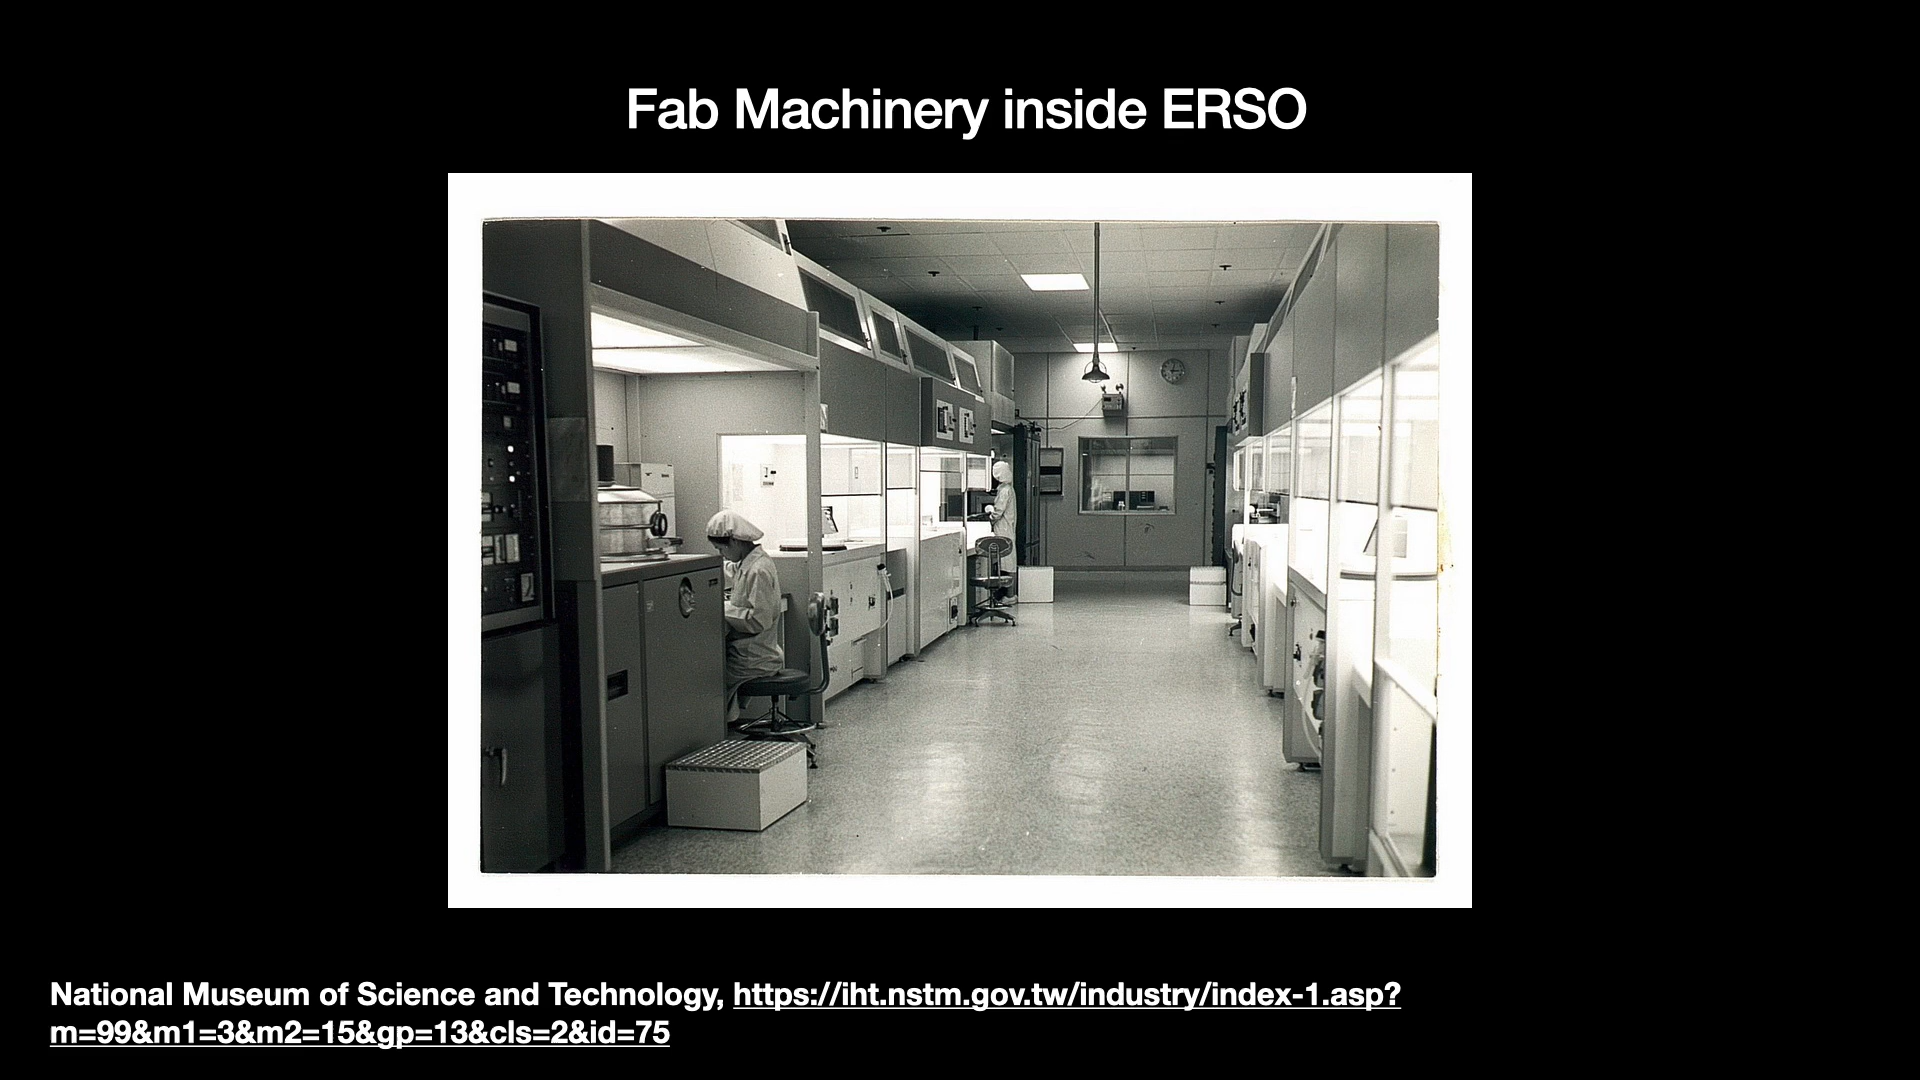 Fab Machinery inside ERSO
National Museum of Science and Technology, https://iht.nstm.gov.tw/industry/index-1.asp?
m=99&m1=3&m2=15&gp=13&cls=2&id=75